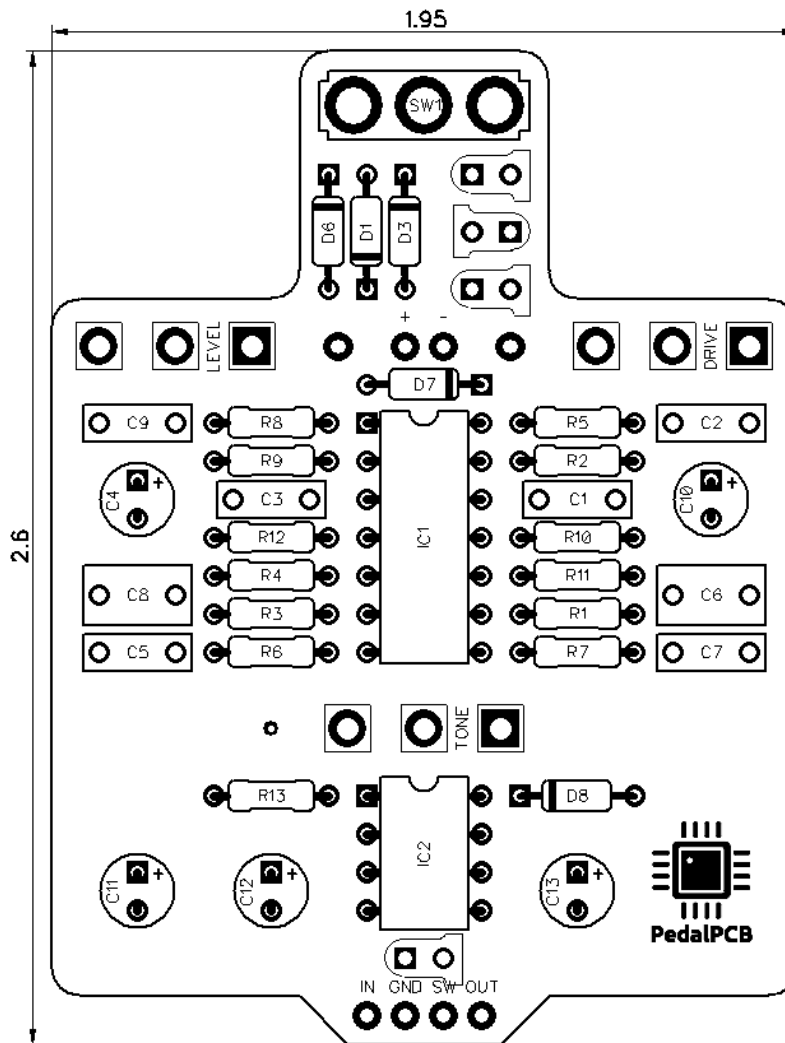 1.95
2.6
SW1
D6 D1 D3
+ -
LEVEL DRIVE
D7
C9 R8 R5 C2
R9 R2
C4 + C3 C1 C10 +
R12 IC1 R10
R4 R11
C8 C6
R3 R1
C5 R6 R7 C7
TONE
R13 D8
IC2
C11 + C12 + C13 +
PedalPCB
IN GND SW OUT